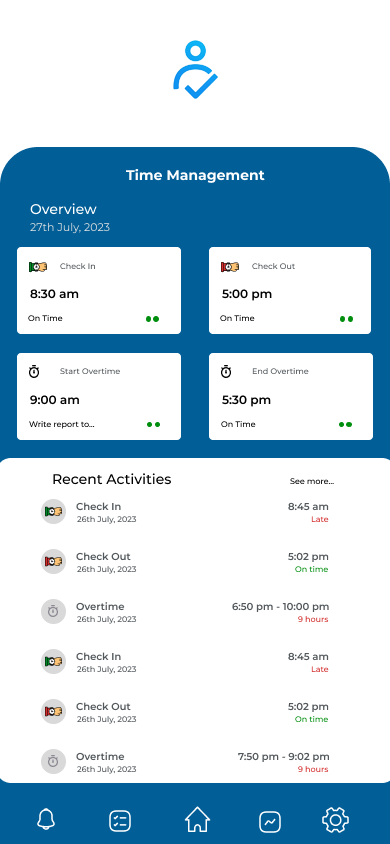 Time Management
Overview
27th July, 2023
Check In
8:30 am
On Time
Check Out
5:00 pm
On Time
Start Overtime
9:00 am
Write report to...
End Overtime
5:30 pm
On Time
Recent Activities See more...
Check In 8:45 am
26th July, 2023 Late
Check Out 5:02 pm
26th July, 2023 On time
Overtime 6:50 pm - 10:00 pm
26th July, 2023 9 hours
Check In 8:45 am
26th July, 2023 Late
Check Out 5:02 pm
26th July, 2023 On time
Overtime 7:50 pm - 9:02 pm
26th July, 2023 9 hours